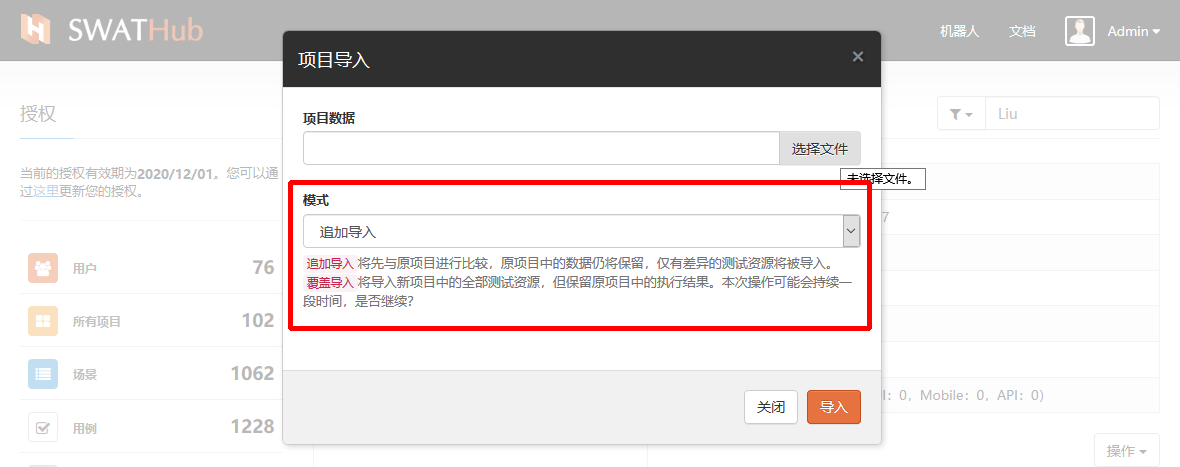 SWATHub
机器人
文档
Admin
授权
当前的授权有效期为2020/12/01。您可以通
过这里更新您的授权。
用户
76
所有项目
102
场景
1062
用例
1228
Liu
项目导入
×
项目数据
选择文件
未选择文件。
模式
追加导入
追加导入将先与原项目进行比较，原项目中的数据仍将保留，仅有差异的测试资源将被导入。
覆盖导入将导入新项目中的全部测试资源，但保留原项目中的执行结果。本次操作可能会持续一
段时间，是否继续?
关闭
导入
7
: 0，Mobile: 0，API: 0)
操作